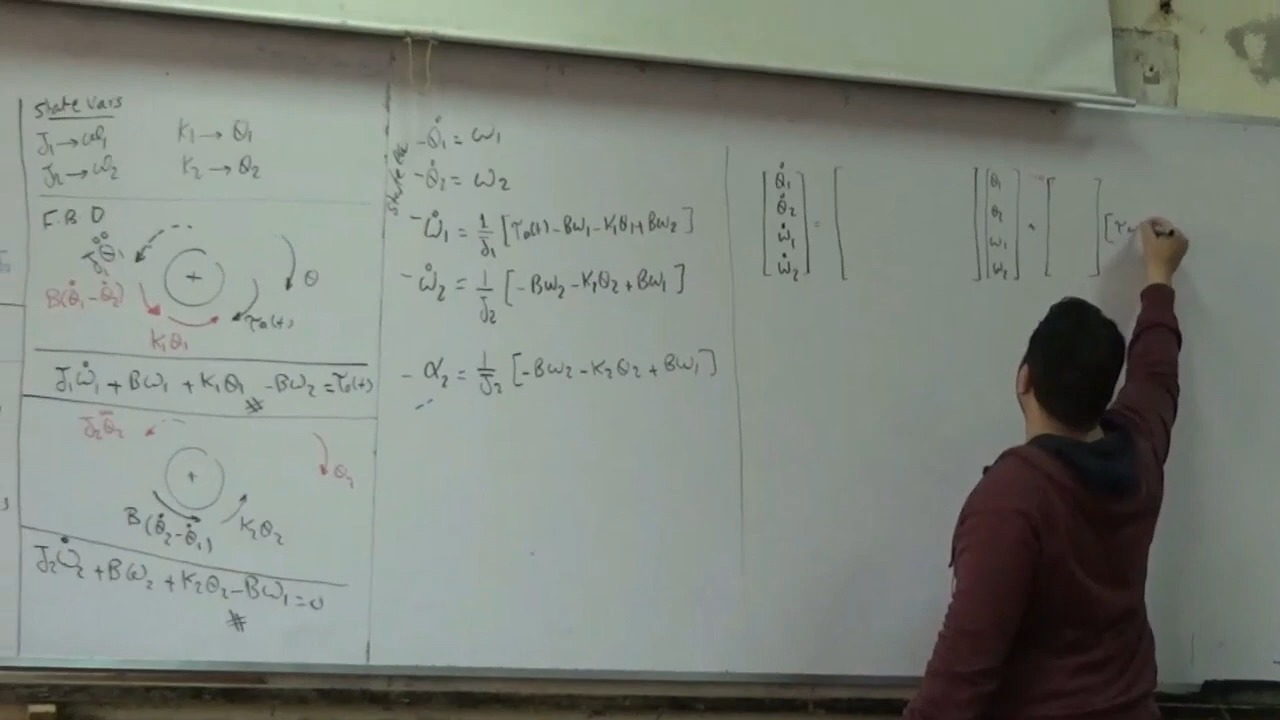 State vars
J₁→ω₁ K₁→θ₁
J₂→ω₂ K₂→θ₂
F.B.D
J₁θ̈₁
θ
B(θ̇₁-θ̇₂)
τₐ(t)
K₁θ₁
J₁ω̇₁ + Bω₁ + K₁θ₁ - Bω₂ = τₐ(t)
#
J₂θ̈₂
θ₂
B(θ̇₂-θ̇₁)
K₂θ₂
J₂ω̇₂ + Bω₂ + K₂θ₂ - Bω₁ = 0
#
State
- θ̇₁ = ω₁
- θ̇₂ = ω₂
- ω̇₁ = 1/J₁ [τₐ(t) - Bω₁ - K₁θ₁ + Bω₂]
- ω̇₂ = 1/J₂ [-Bω₂ - K₂θ₂ + Bω₁]
- α₂ = 1/J₂ [-Bω₂ - K₂θ₂ + Bω₁]
[θ̇₁ θ̇₂ ω̇₁ ω̇₂] = [ ] [θ₁ θ₂ ω₁ ω₂] + [ ] [τₐ